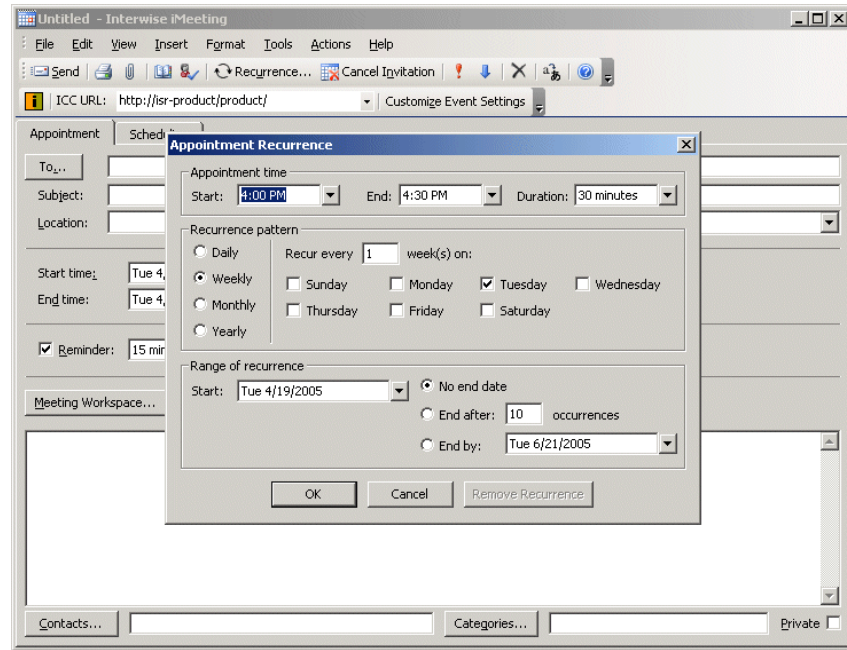 Untitled - Interwise iMeeting
File Edit View Insert Format Tools Actions Help
Send Recurrence... Cancel Invitation
ICC URL: http://isr-product/product/ Customize Event Settings
Appointment
To...
Subject:
Location:
Start time: Tue 4,
End time: Tue 4,
Reminder: 15 min
Meeting Workspace...
Appointment Recurrence
Appointment time
Start: 4:00 PM End: 4:30 PM Duration: 30 minutes
Recurrence pattern
Daily Recur every 1 week(s) on:
Weekly Sunday Monday Tuesday Wednesday
Monthly Thursday Friday Saturday
Yearly
Range of recurrence
Start: Tue 4/19/2005 No end date
End after: 10 occurrences
End by: Tue 6/21/2005
OK Cancel Remove Recurrence
Contacts... Categories... Private